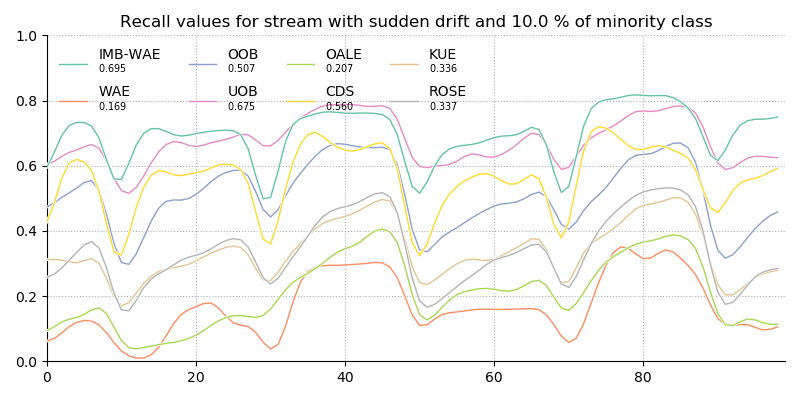 Recall values for stream with sudden drift and 10.0 % of minority class
1.0
0.8
0.6
0.4
0.2
0.0
IMB-WAE OOB OALE KUE
0.695 0.507 0.207 0.336
WAE UOB CDS ROSE
0.169 0.675 0.560 0.337
0 20 40 60 80